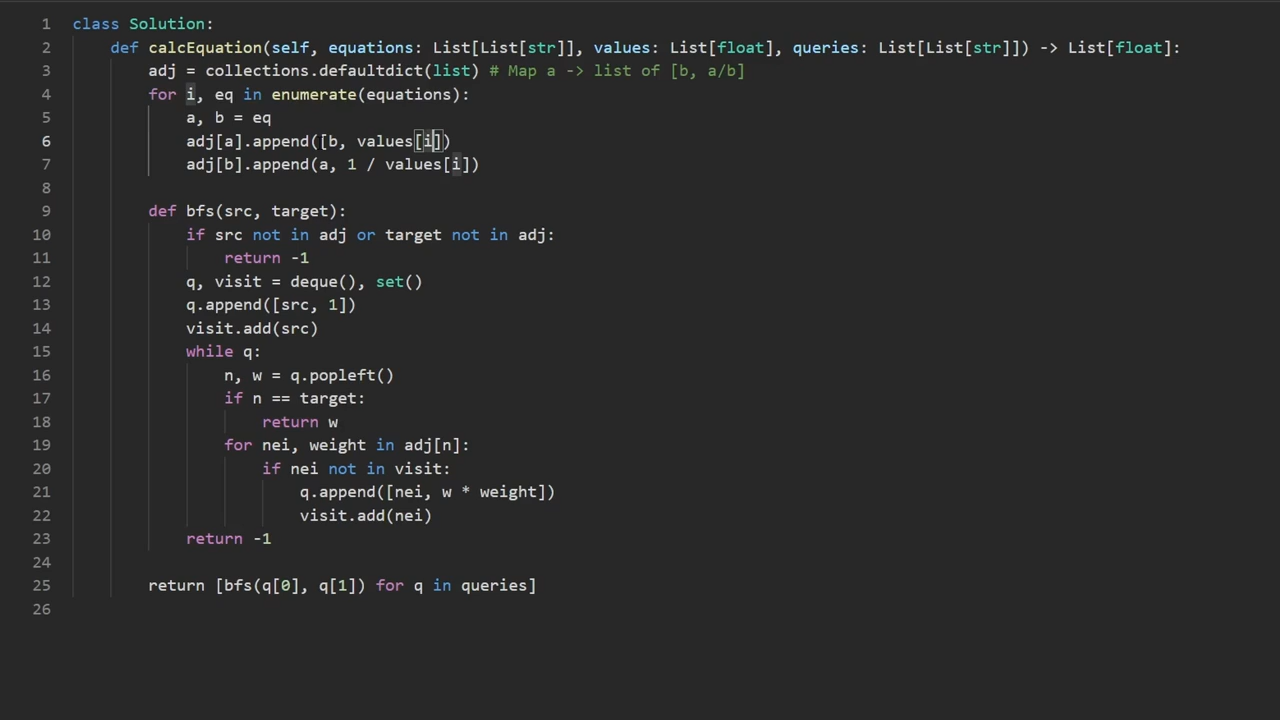 1 class Solution:
2 def calcEquation(self, equations: List[List[str]], values: List[float], queries: List[List[str]]) -> List[float]:
3 adj = collections.defaultdict(list) # Map a -> list of [b, a/b]
4 for i, eq in enumerate(equations):
5 a, b = eq
6 adj[a].append([b, values[i])
7 adj[b].append(a, 1 / values[i])
8
9 def bfs(src, target):
10 if src not in adj or target not in adj:
11 return -1
12 q, visit = deque(), set()
13 q.append([src, 1])
14 visit.add(src)
15 while q:
16 n, w = q.popleft()
17 if n == target:
18 return w
19 for nei, weight in adj[n]:
20 if nei not in visit:
21 q.append([nei, w * weight])
22 visit.add(nei)
23 return -1
24
25 return [bfs(q[0], q[1]) for q in queries]
26